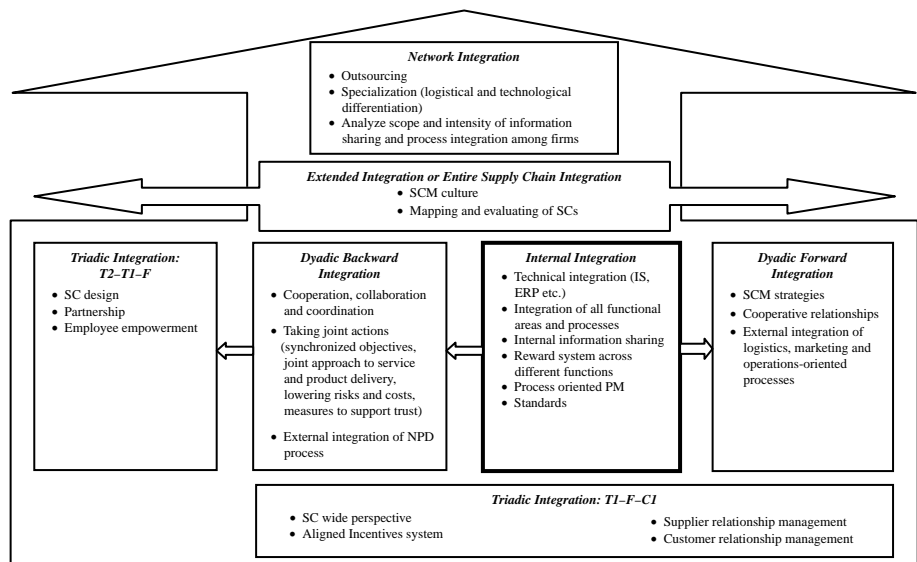 Network Integration
• Outsourcing
• Specialization (logistical and technological
differentiation)
• Analyze scope and intensity of information
sharing and process integration among firms
Extended Integration or Entire Supply Chain Integration
• SCM culture
• Mapping and evaluating of SCs
Triadic Integration:
T2–T1–F
• SC design
• Partnership
• Employee empowerment
Dyadic Backward
Integration
• Cooperation, collaboration
and coordination
• Taking joint actions
(synchronized objectives,
joint approach to service
and product delivery,
lowering risks and costs,
measures to support trust)
• External integration of NPD
process
Internal Integration
• Technical integration (IS,
ERP etc.)
• Integration of all functional
areas and processes
• Internal information sharing
• Reward system across
different functions
• Process oriented PM
• Standards
Dyadic Forward
Integration
• SCM strategies
• Cooperative relationships
• External integration of
logistics, marketing and
operations-oriented
processes
Triadic Integration: T1–F–C1
• SC wide perspective
• Aligned Incentives system
• Supplier relationship management
• Customer relationship management